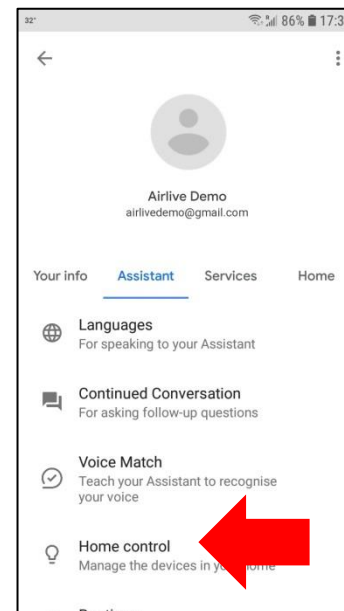 32°
86% 17:3
Airlive Demo
airlivedemo@gmail.com
Your info Assistant Services Home
Languages
For speaking to your Assistant
Continued Conversation
For asking follow-up questions
Voice Match
Teach your Assistant to recognise
your voice
Home control
Manage the devices in your home